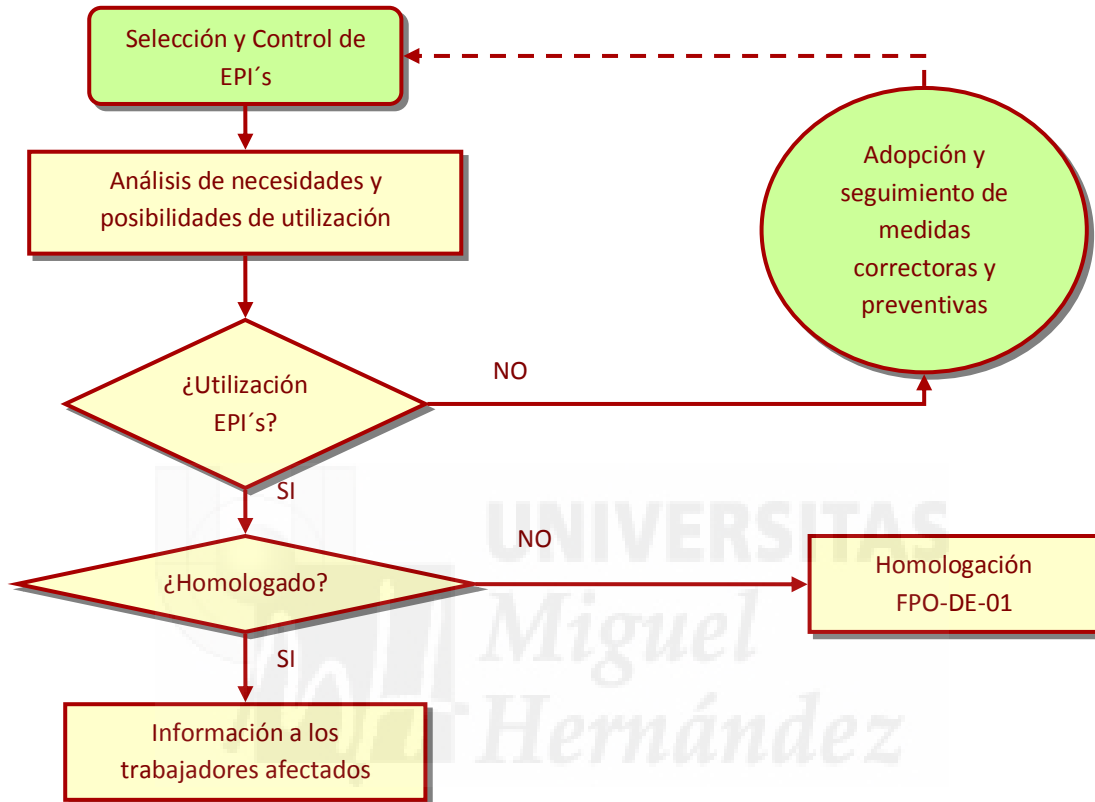 Selección y Control de
EPI´s
Análisis de necesidades y
posibilidades de utilización
Adopción y
seguimiento de
medidas
correctoras y
preventivas
¿Utilización
EPI´s?
NO
SI
¿Homologado?
NO
Homologación
FPO-DE-01
SI
Información a los
trabajadores afectados
UNIVERSITAS
Miguel
Hernández